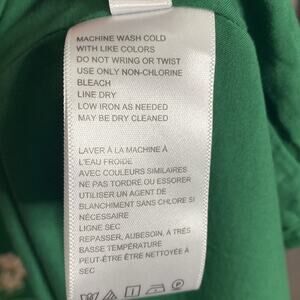 MACHINE WASH COLD
WITH LIKE COLORS
DO NOT WRING OR TWIST
USE ONLY NON-CHLORINE
BLEACH
LINE DRY
LOW IRON AS NEEDED
MAY BE DRY CLEANED
LAVER À LA MACHINE À
L'EAU FROIDE
AVEC COULEURS SIMILAIRES
NE PAS TORDRE OU ESSORER
UTILISER UN AGENT DE
BLANCHIMENT SANS CHLORE SI
NÉCESSAIRE
LIGNE SEC
REPASSER, AUBESOIN, À TRÈS
BASSE TEMPÉRATURE
PEUT-ÊTRE ÊTRE NETTOYÉE À
SEC